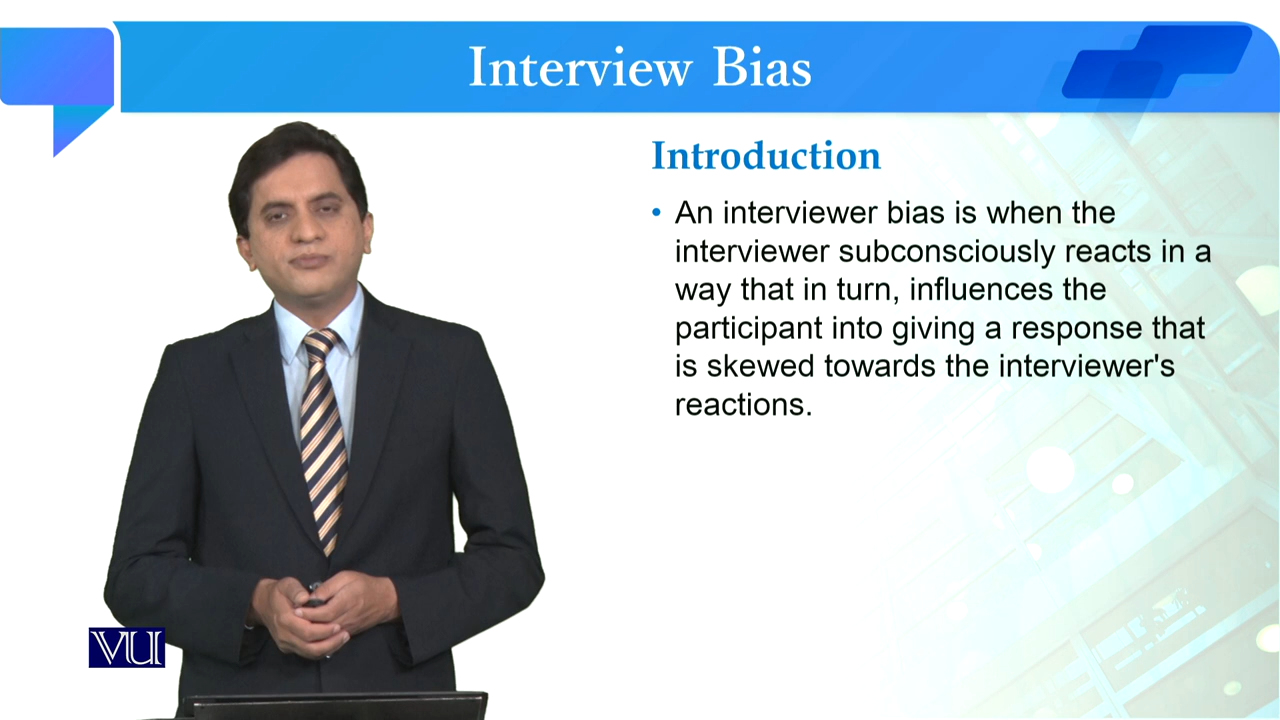 Interview Bias
Introduction
• An interviewer bias is when the
interviewer subconsciously reacts in a
way that in turn, influences the
participant into giving a response that
is skewed towards the interviewer's
reactions.
VU